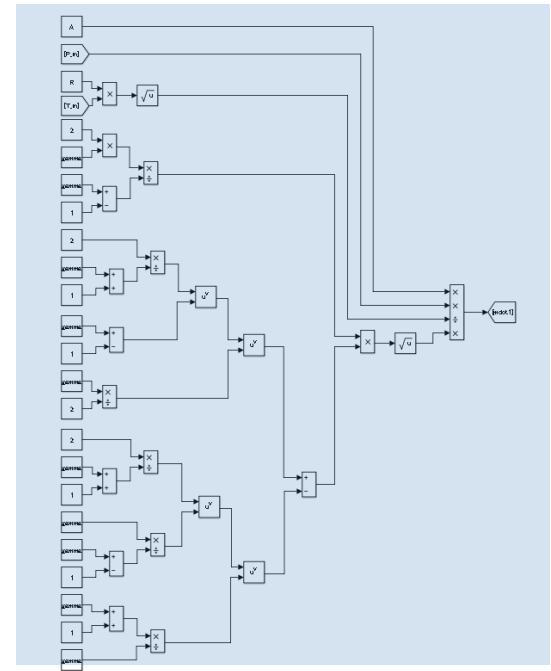 A
[P_in]
R
[T_in]
×
√u
2
gamma
×
gamma
1
+
−
×
÷
2
gamma
1
+
+
×
÷
u^v
gamma
1
+
−
u^v
gamma
2
×
÷
2
gamma
1
+
+
×
÷
u^v
gamma
gamma
1
+
−
×
÷
u^v
gamma
1
+
+
gamma
×
÷
+
−
×
√u
×
×
÷
×
[mdot1]